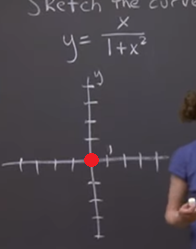 Sketch the curve
y = x/(1+x²)
y
1